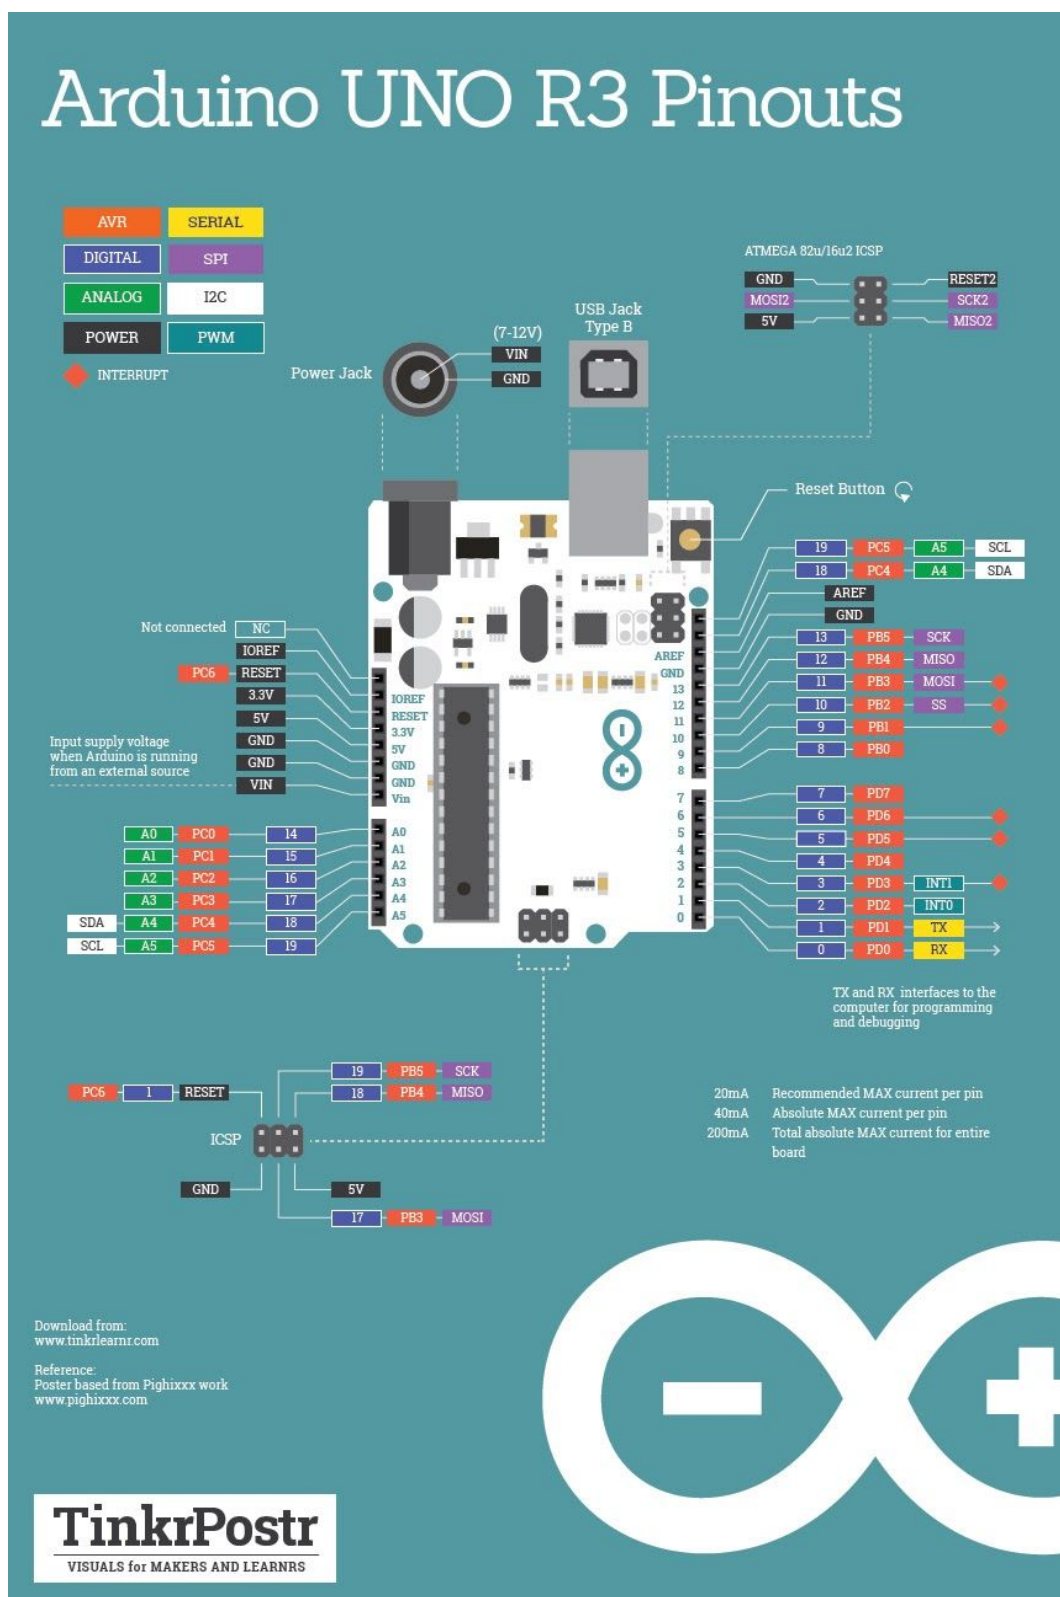 Arduino UNO R3 Pinouts
AVR SERIAL
DIGITAL SPI
ANALOG I2C
POWER PWM
INTERRUPT
ATMEGA 82u/16u2 ICSP
GND RESET2
MOSI2 SCK2
5V MISO2
USB Jack
Type B
(7-12V)
Power Jack VIN
GND
Reset Button
19 PC5 A5 SCL
18 PC4 A4 SDA
AREF
GND
13 PB5 SCK
12 PB4 MISO
11 PB3 MOSI
10 PB2 SS
9 PB1
8 PB0
Not connected NC
IOREF
PC6 RESET
3.3V
5V
GND
GND
VIN
Input supply voltage
when Arduino is running
from an external source
IOREF
RESET
3.3V
5V
GND
GND
Vin
AREF
GND
13
12
11
10
9
8
7 PD7
6 PD6
5 PD5
4 PD4
3 PD3 INT1
2 PD2 INT0
1 PD1 TX
0 PD0 RX
7
6
5
4
3
2
1
0
A0 PC0 14
A1 PC1 15
A2 PC2 16
A3 PC3 17
SDA A4 PC4 18
SCL A5 PC5 19
A0
A1
A2
A3
A4
A5
TX and RX interfaces to the
computer for programming
and debugging
19 PB5 SCK
PC6 1 RESET 18 PB4 MISO
ICSP
GND 5V
17 PB3 MOSI
20mA Recommended MAX current per pin
40mA Absolute MAX current per pin
200mA Total absolute MAX current for entire
board
Download from:
www.tinkrlearnr.com
Reference:
Poster based from Pighixxx work
www.pighixxx.com
TinkrPostr
VISUALS for MAKERS AND LEARNRS